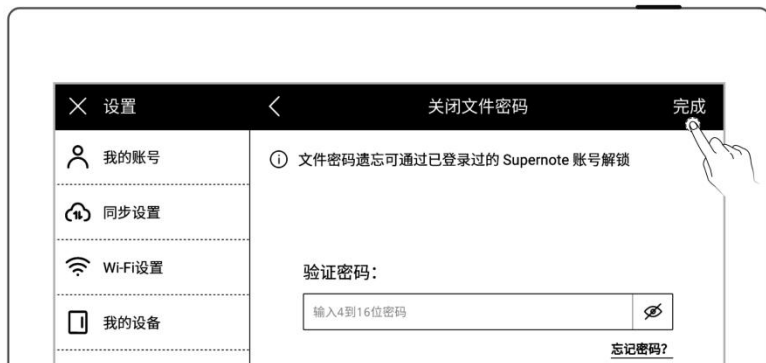 设置
关闭文件密码
完成
我的账号
文件密码遗忘可通过已登录过的 Supernote 账号解锁
同步设置
Wi-Fi设置
验证密码：
输入4到16位密码
我的设备
忘记密码?